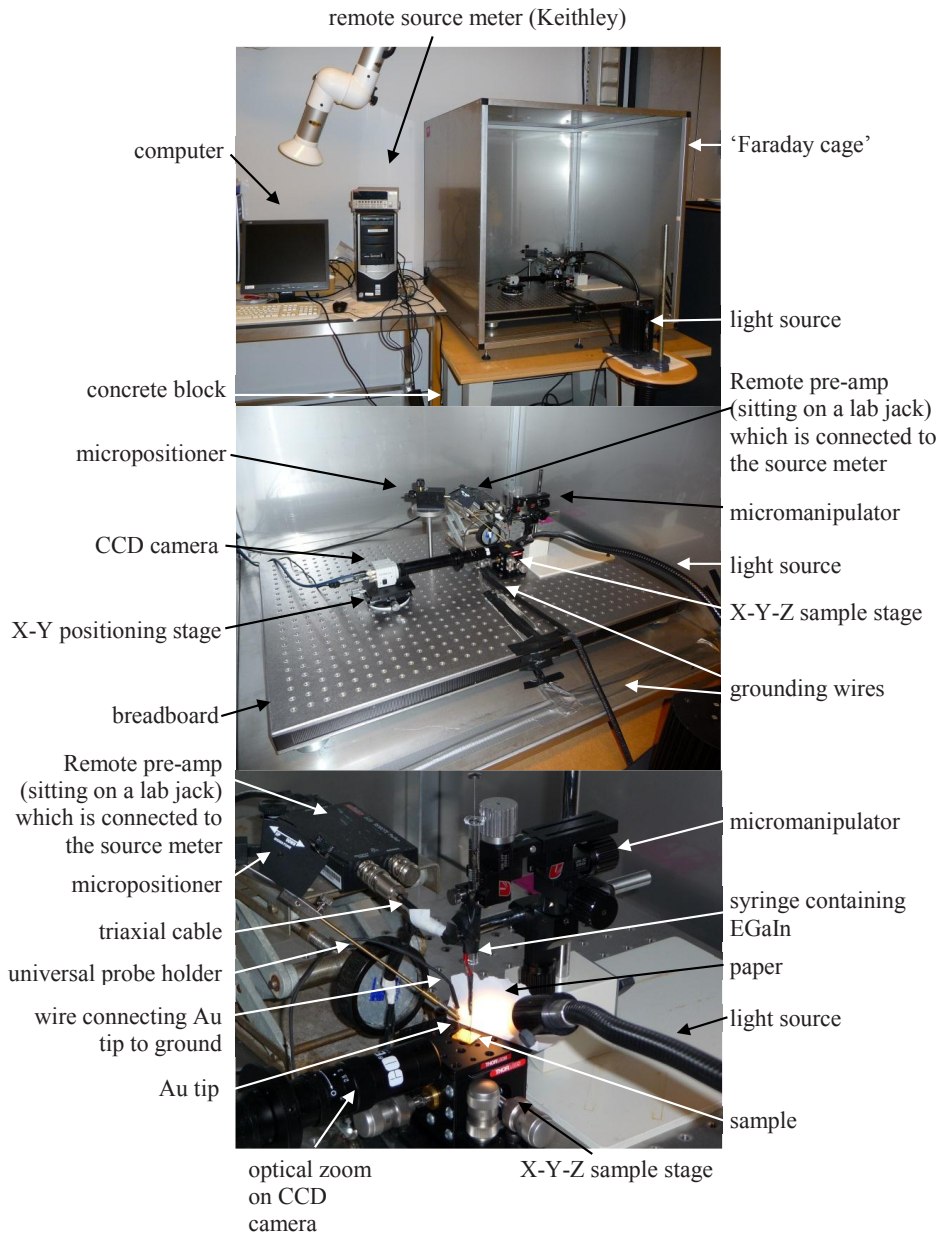 remote source meter (Keithley)
computer
'Faraday cage'
light source
concrete block
Remote pre-amp
(sitting on a lab jack)
which is connected to
the source meter
micropositioner
micromanipulator
CCD camera
light source
X-Y positioning stage
X-Y-Z sample stage
grounding wires
breadboard
Remote pre-amp
(sitting on a lab jack)
which is connected to
the source meter
micromanipulator
micropositioner
syringe containing
EGaIn
triaxial cable
universal probe holder
paper
wire connecting Au
tip to ground
light source
Au tip
sample
optical zoom
on CCD
camera
X-Y-Z sample stage